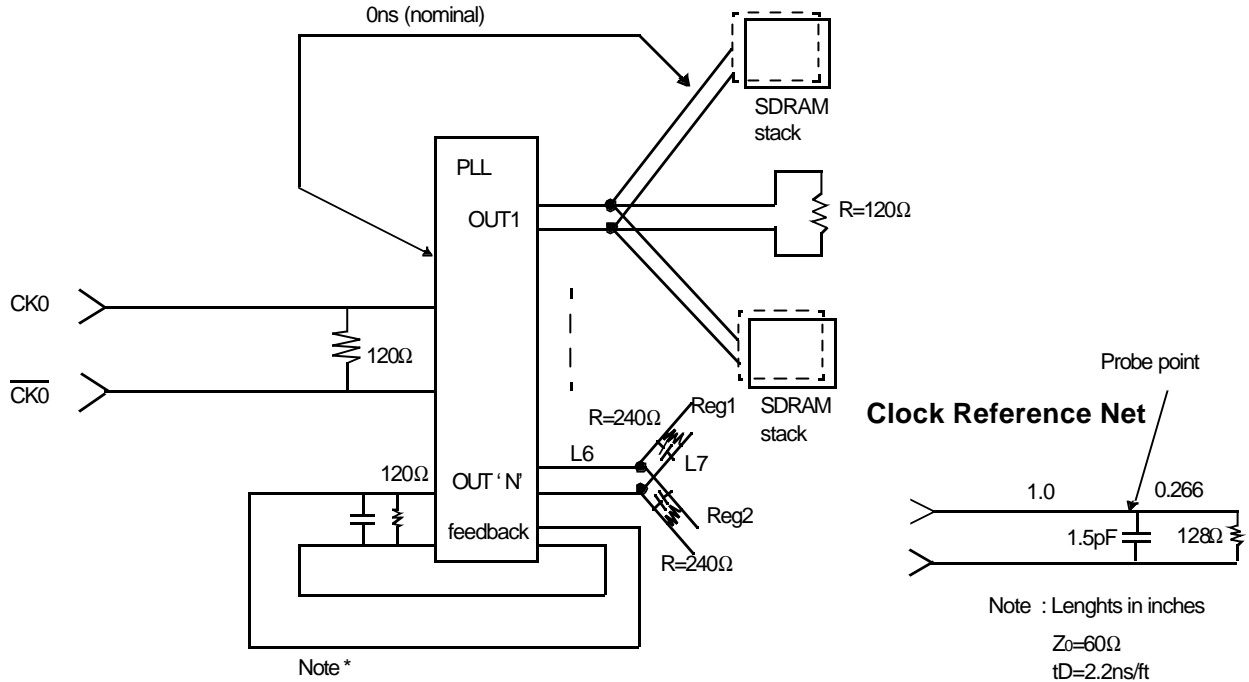 0ns (nominal)
SDRAM
stack
PLL
OUT1
R=120Ω
CK0
120Ω
CK0
Probe point
Reg1
SDRAM
stack
Clock Reference Net
R=240Ω
L6
L7
120Ω
OUT ‘ N’
Reg2
feedback
R=240Ω
1.0
0.266
1.5pF
128Ω
Note : Lenghts in inches
Z0=60Ω
tD=2.2ns/ft
Note *